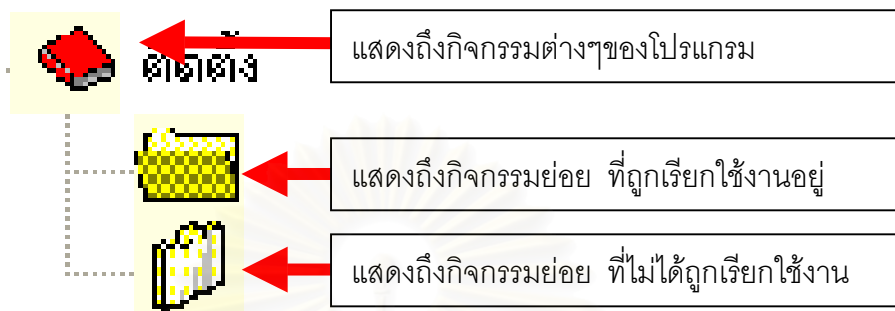 ติดตั้ง
แสดงถึงกิจกรรมต่างๆของโปรแกรม
แสดงถึงกิจกรรมย่อย ที่ถูกเรียกใช้งานอยู่
แสดงถึงกิจกรรมย่อย ที่ไม่ได้ถูกเรียกใช้งาน